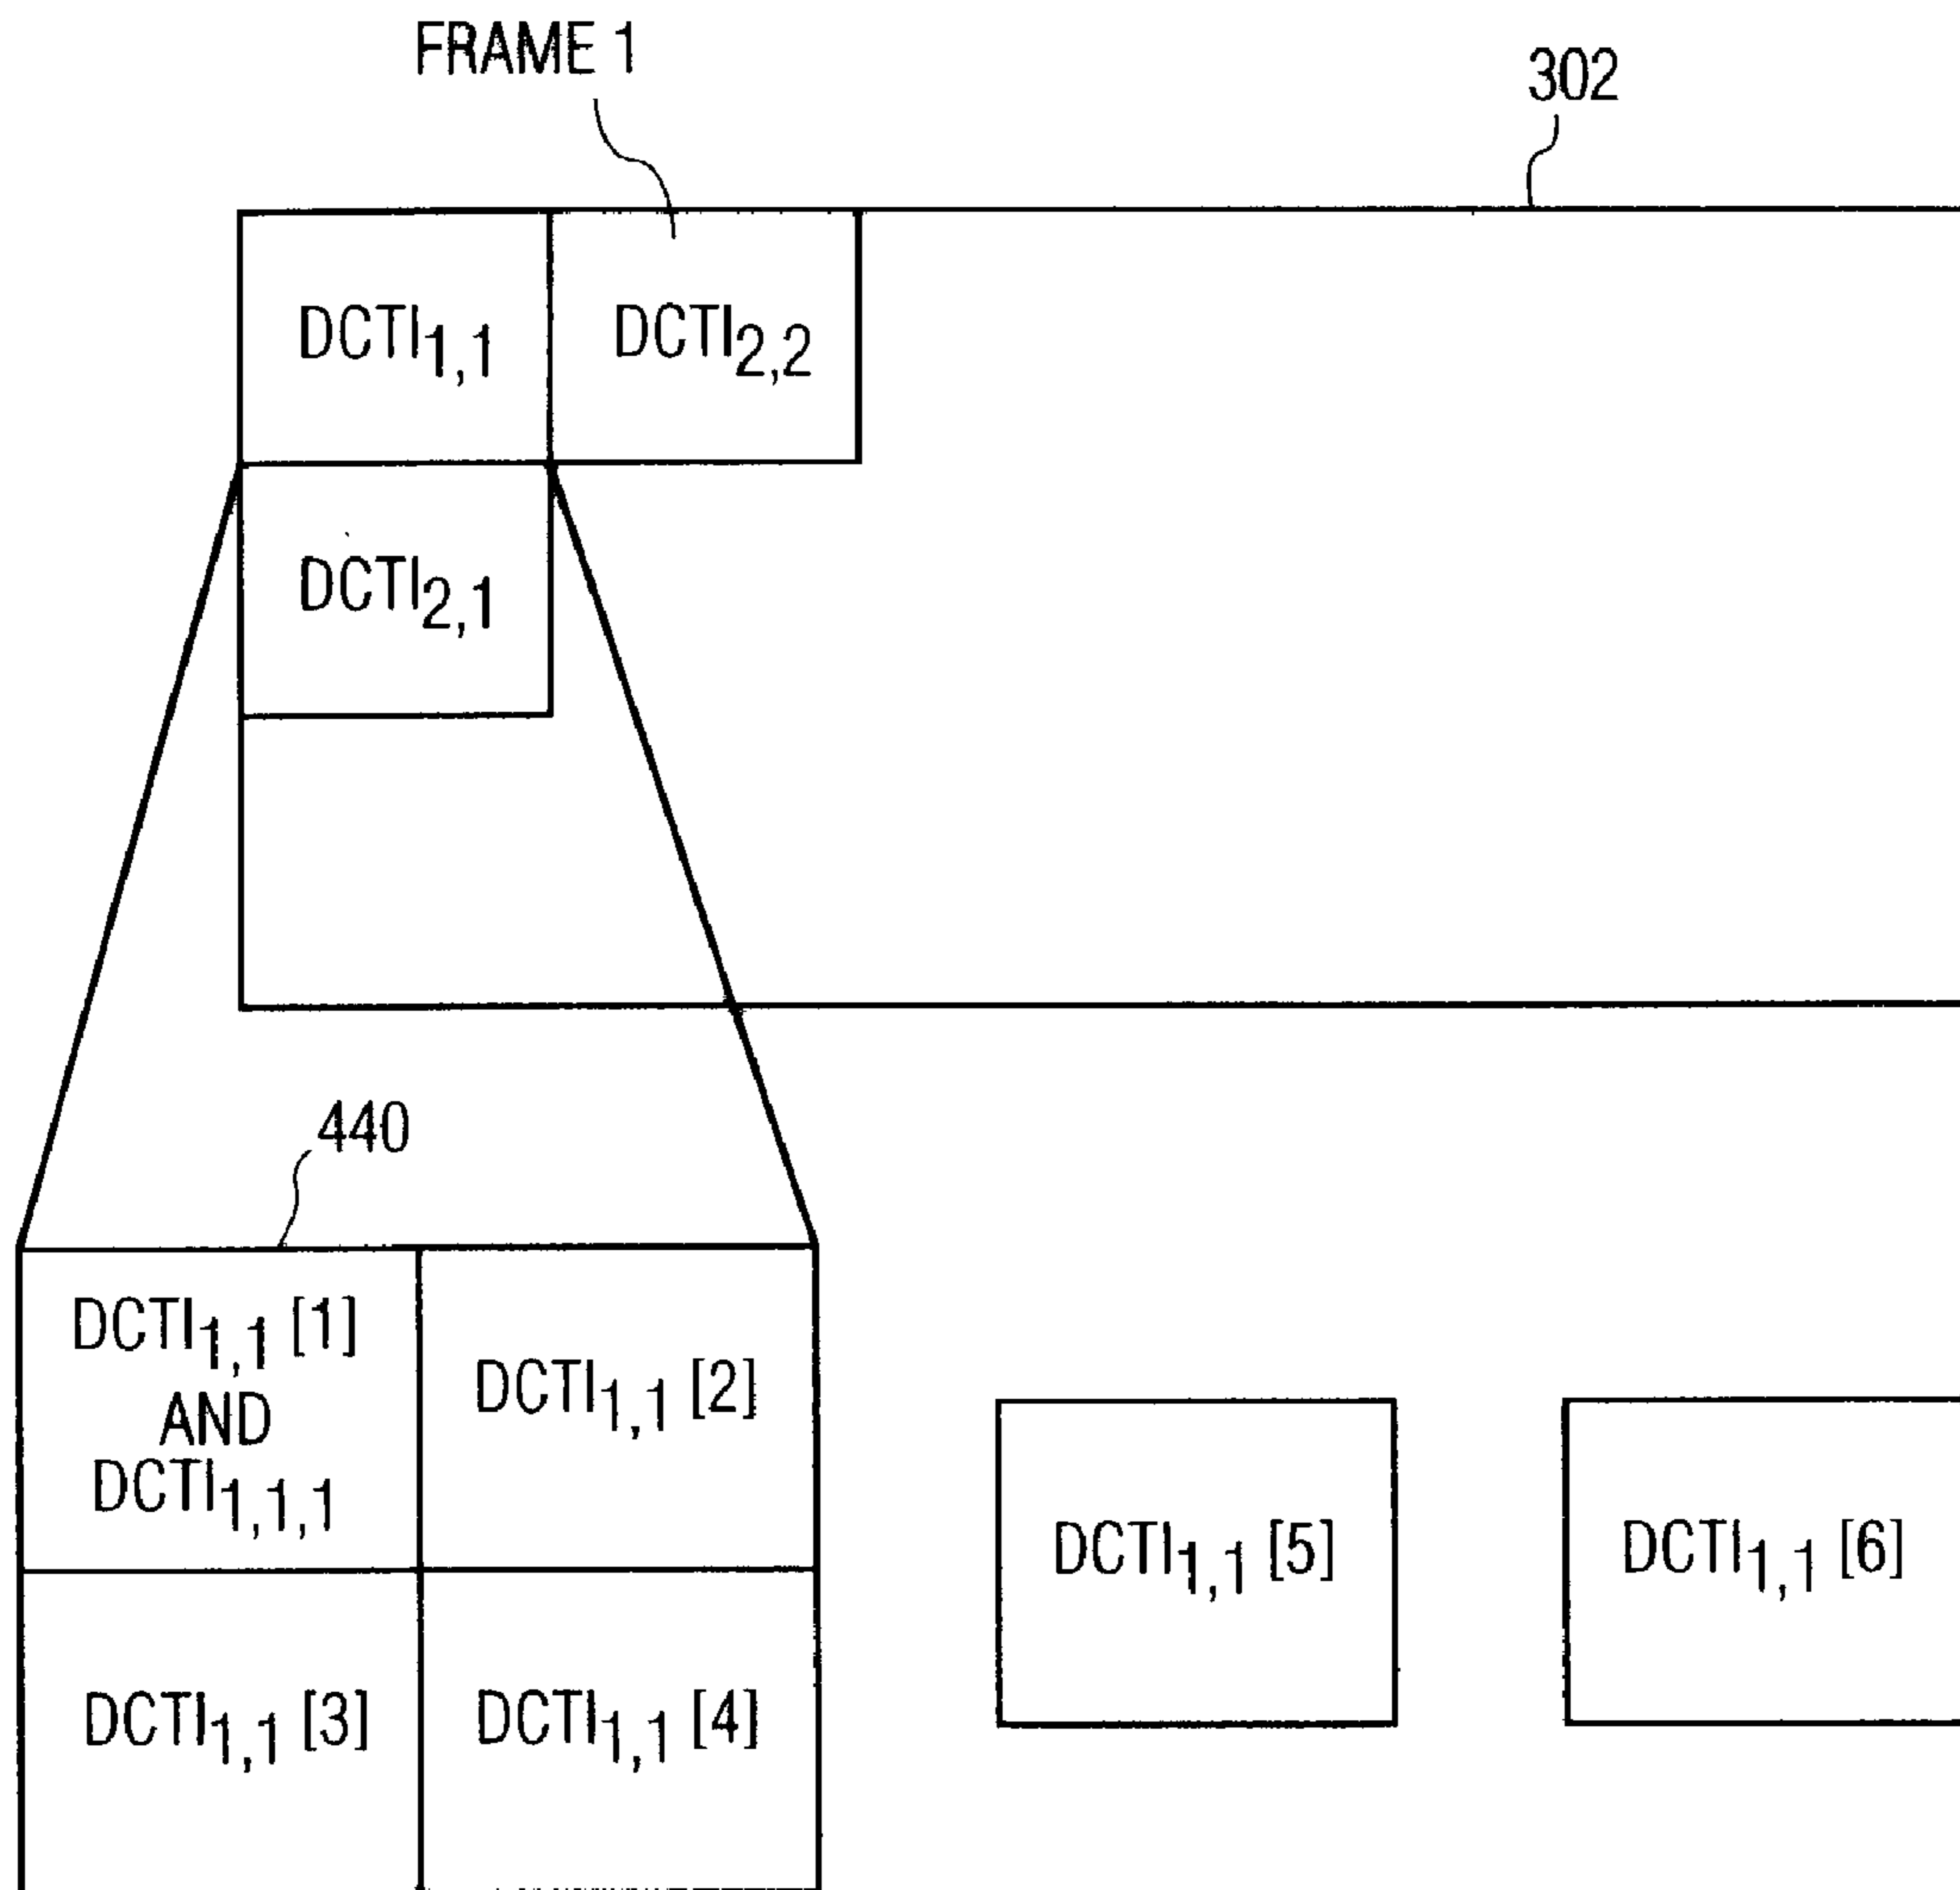 FRAME 1
302
DCTI1,1
DCTI2,2
DCTI2,1
440
DCTI1,1 [1]
AND
DCTI1,1,1
DCTI1,1 [2]
DCTI1,1 [3]
DCTI1,1 [4]
DCTI1,1 [5]
DCTI1,1 [6]